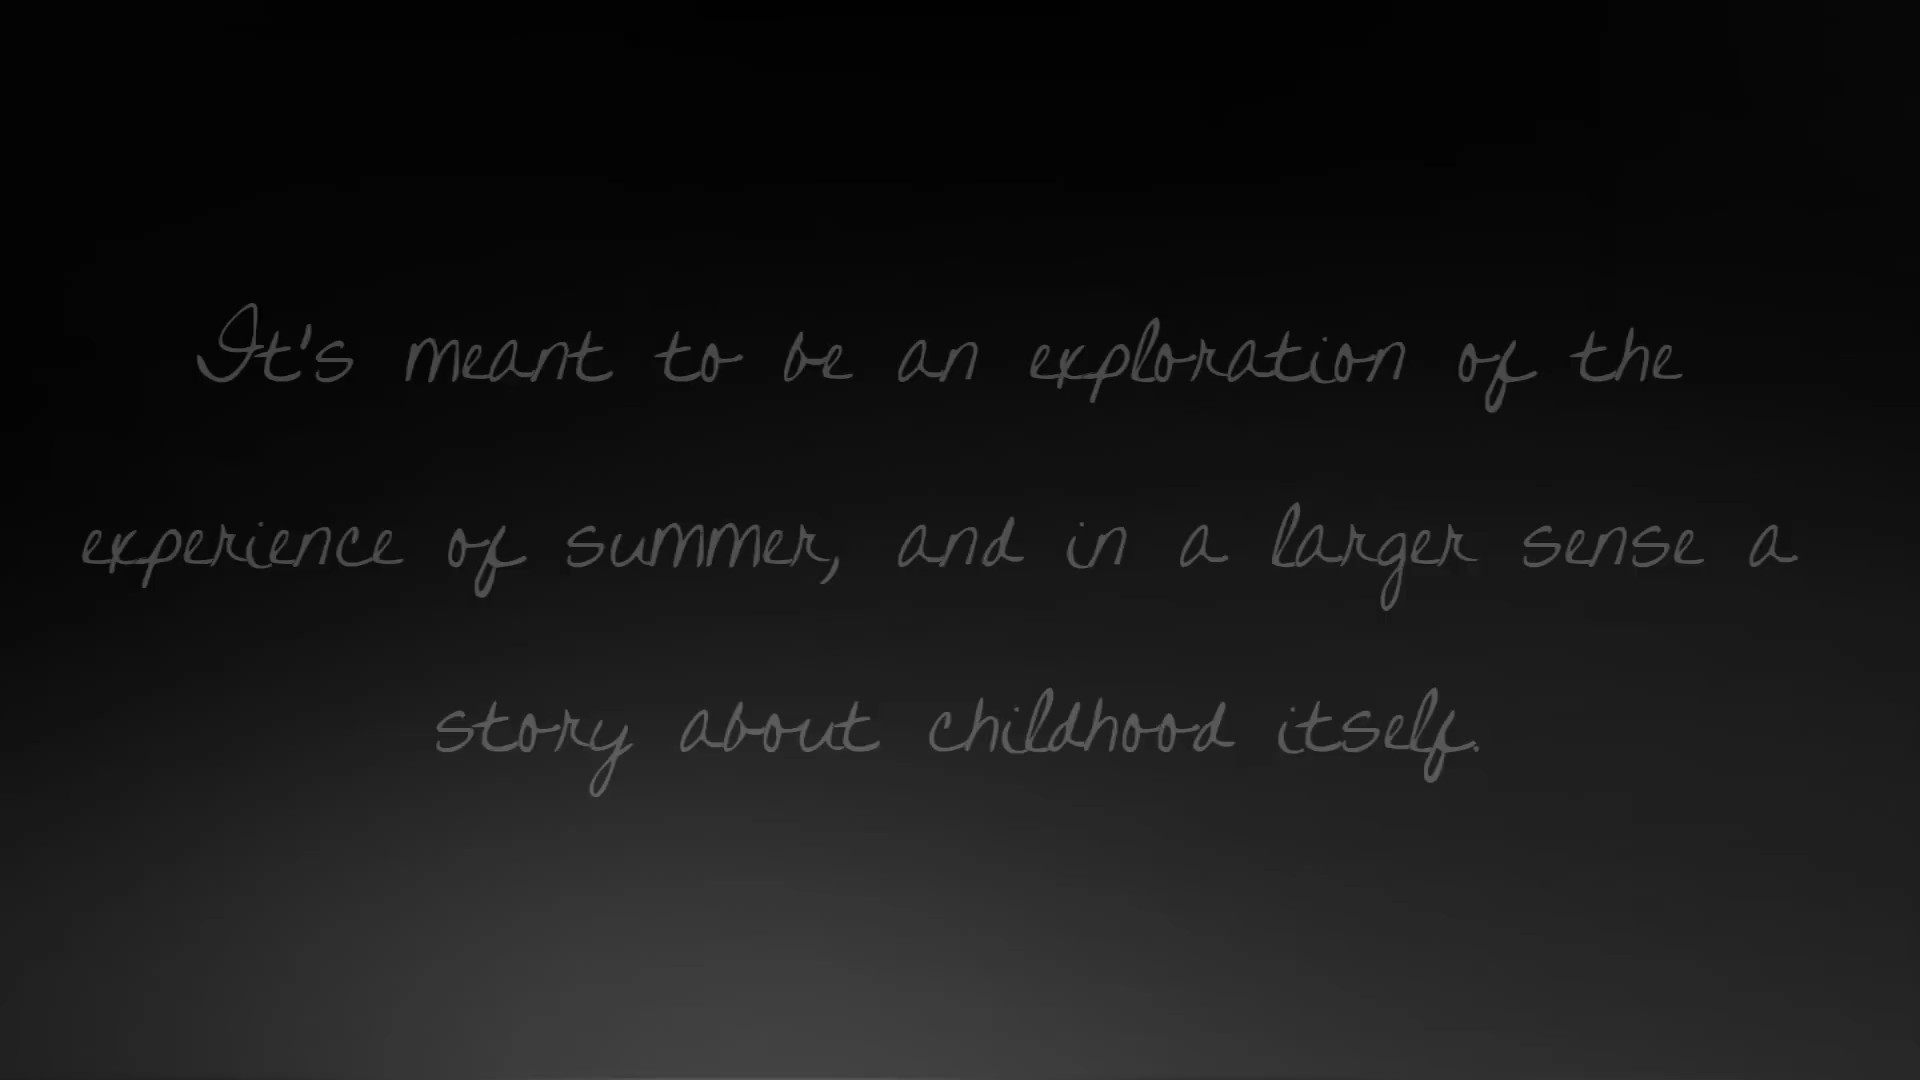 It's meant to be an exploration of the
experience of summer, and in a larger sense a
story about childhood itself.